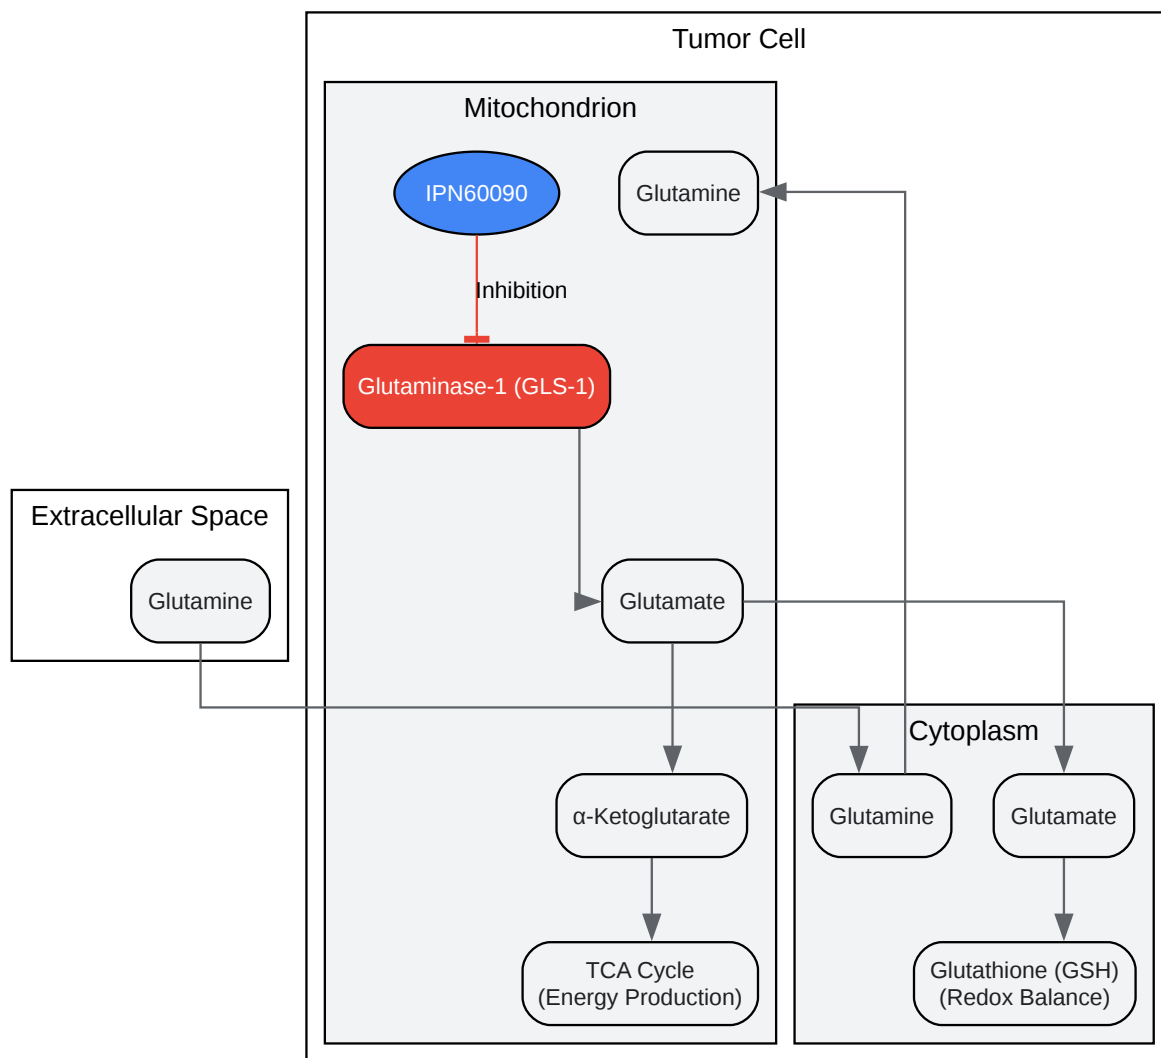 Tumor Cell
Mitochondrion
IPN60090
Glutamine
Inhibition
Glutaminase-1 (GLS-1)
Extracellular Space
Glutamine
Glutamate
Cytoplasm
α-Ketoglutarate
Glutamine
Glutamate
TCA Cycle
(Energy Production)
Glutathione (GSH)
(Redox Balance)